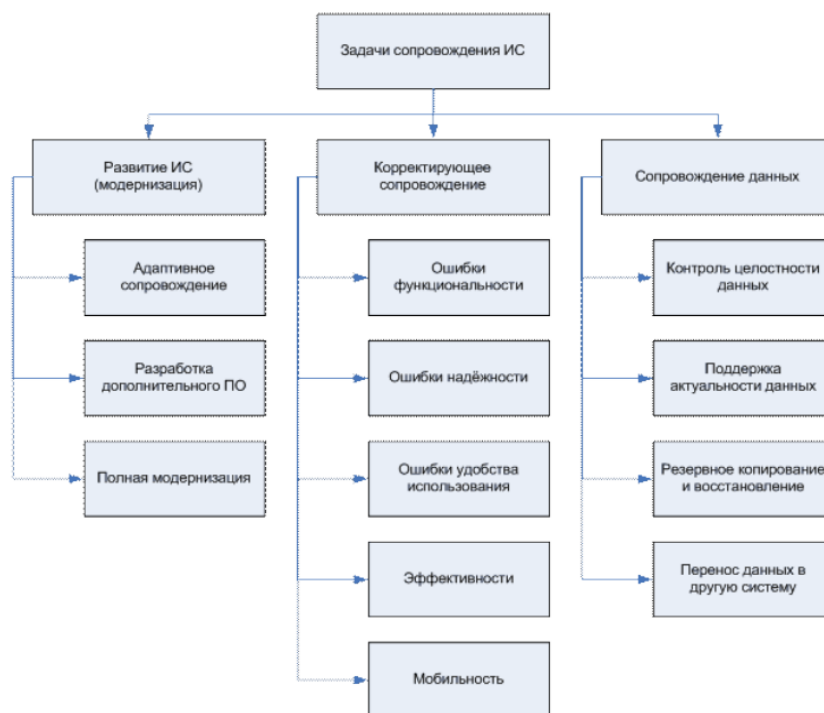 Задачи сопровождения ИС
Развитие ИС
(модернизация)
Адаптивное
сопровождение
Разработка
дополнительного ПО
Полная модернизация
Корректирующее
сопровождение
Ошибки
функциональности
Ошибки надёжности
Ошибки удобства
использования
Эффективности
Мобильность
Сопровождение данных
Контроль целостности
данных
Поддержка
актуальности данных
Резервное копирование
и восстановление
Перенос данных в
другую систему